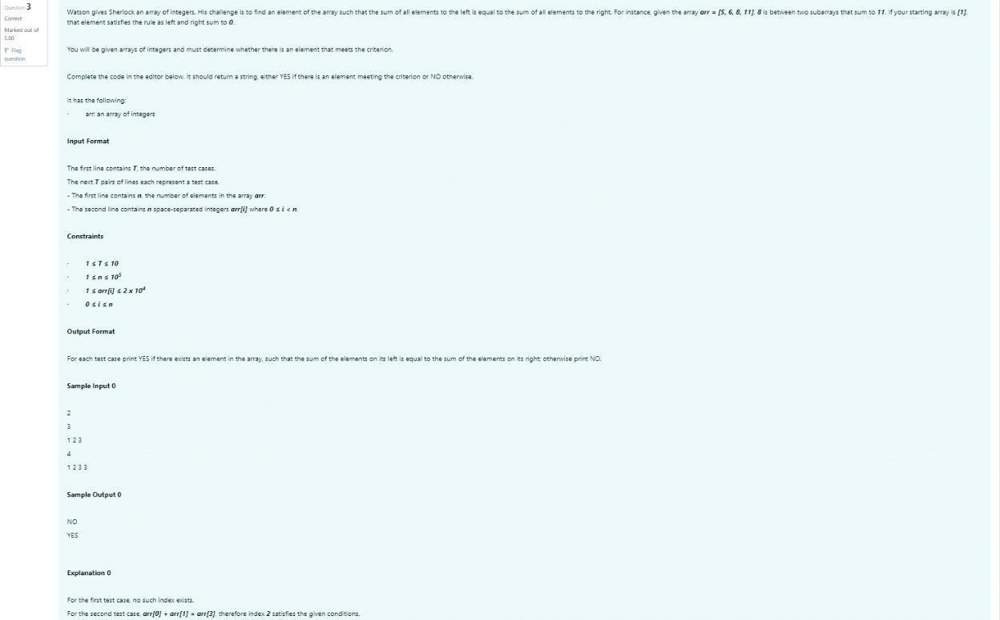 Question 3
Correct
Marked out of
5.00
Flag
question
Watson gives Sherlock an array of integers. His challenge is to find an element of the array such that the sum of all elements to the left is equal to the sum of all elements to the right. For instance, given the array arr = [5, 6, 8, 11], 8 is between two subarrays that sum to 11. If your starting array is [1],
that element satisfies the rule as left and right sum to 0.
You will be given arrays of integers and must determine whether there is an element that meets the criterion.
Complete the code in the editor below. It should return a string, either YES if there is an element meeting the criterion or NO otherwise.
It has the following:
· arr: an array of integers
Input Format
The first line contains T, the number of test cases.
The next T pairs of lines each represent a test case.
- The first line contains n, the number of elements in the array arr.
- The second line contains n space-separated integers arr[i] where 0 ≤ i < n.
Constraints
· 1 ≤ T ≤ 10
· 1 ≤ n ≤ 10⁵
· 1 ≤ arr[i] ≤ 2 x 10⁴
· 0 ≤ i ≤ n
Output Format
For each test case print YES if there exists an element in the array, such that the sum of the elements on its left is equal to the sum of the elements on its right; otherwise print NO.
Sample Input 0
2
3
1 2 3
4
1 2 3 3
Sample Output 0
NO
YES
Explanation 0
For the first test case, no such index exists.
For the second test case, arr[0] + arr[1] = arr[3], therefore index 2 satisfies the given conditions.